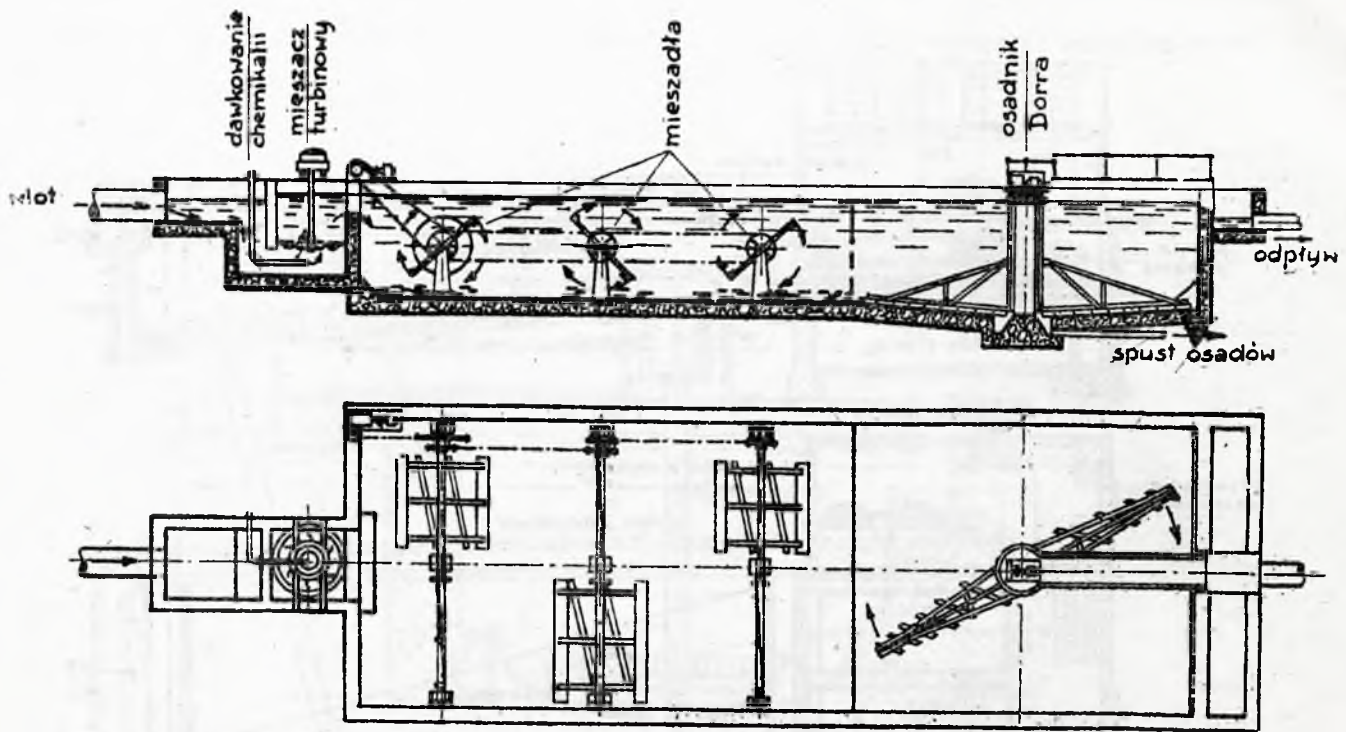 dawkowanie
chemikalii
mieszacz
turbinowy
mieszadła
osadnik
Dorra
wlot
odpływ
spust osadów